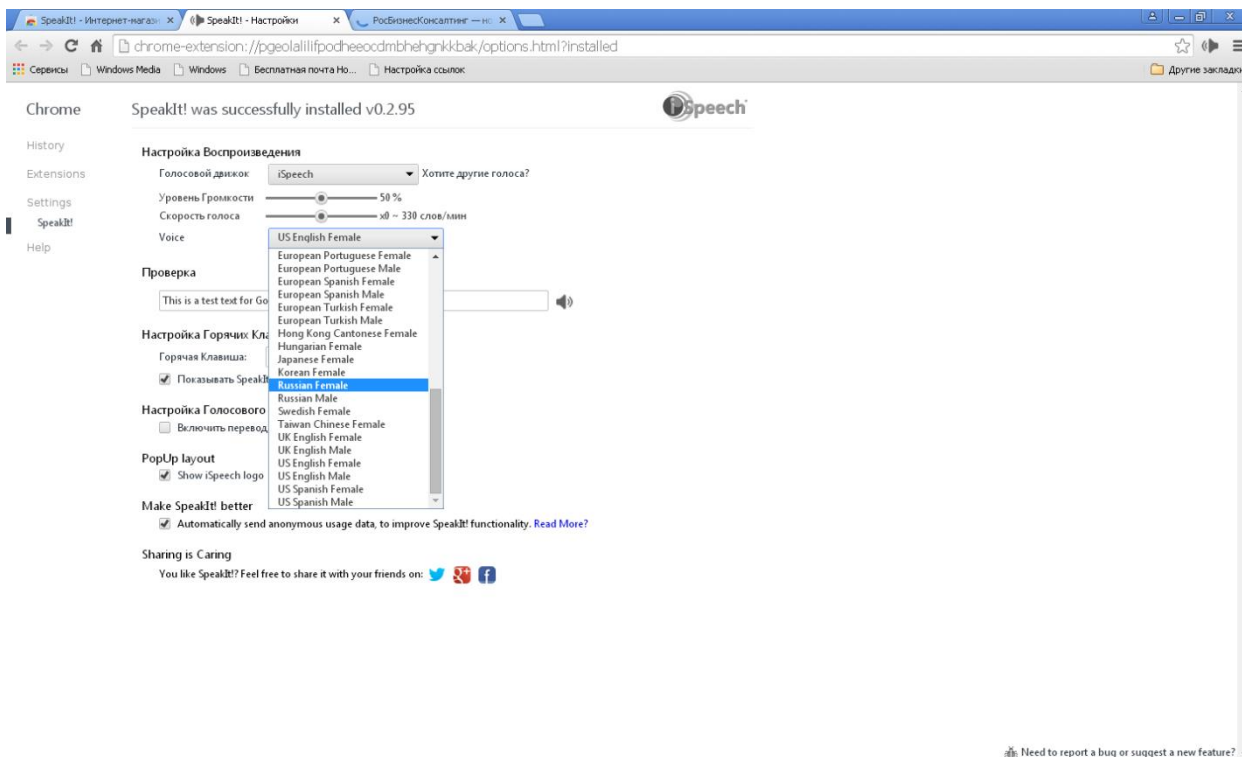 SpeakIt! - Интернет-магази
SpeakIt! - Настройки
РосБизнесКонсалтинг — но
chrome-extension://pgeolalilifpodheeocdmbhehgnkkbak/options.html?installed
Сервисы Windows Media Windows Бесплатная почта Ho... Настройка ссылок Другие закладки
Chrome SpeakIt! was successfully installed v0.2.95 iSpeech
History
Настройка Воспроизведения
Extensions
Голосовой движок iSpeech Хотите другие голоса?
Settings
Уровень Громкости 50 %
SpeakIt!
Скорость голоса x0 ~ 330 слов/мин
Help
Voice US English Female
European Portuguese Female
European Portuguese Male
Проверка
European Spanish Female
European Spanish Male
This is a test text for Go
European Turkish Female
European Turkish Male
Настройка Горячих Кла
Hong Kong Cantonese Female
Hungarian Female
Горячая Клавиша:
Japanese Female
Korean Female
Показывать SpeakIt
Russian Female
Russian Male
Настройка Голосового
Swedish Female
Включить перевод
Taiwan Chinese Female
UK English Female
UK English Male
PopUp layout
US English Female
Show iSpeech logo
US English Male
US Spanish Female
US Spanish Male
Make SpeakIt! better
Automatically send anonymous usage data, to improve SpeakIt! functionality. Read More?
Sharing is Caring
You like SpeakIt!? Feel free to share it with your friends on:
Need to report a bug or suggest a new feature?